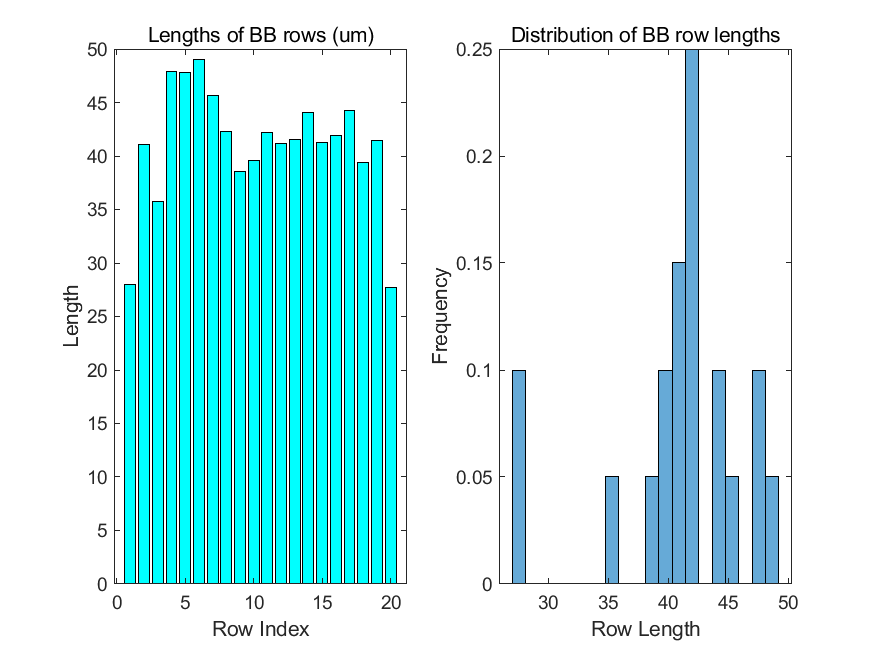 Lengths of BB rows (um)
50
45
40
35
30
25
20
15
10
5
0
Length
0 5 10 15 20
Row Index
Distribution of BB row lengths
0.25
0.2
0.15
0.1
0.05
0
Frequency
30 35 40 45 50
Row Length